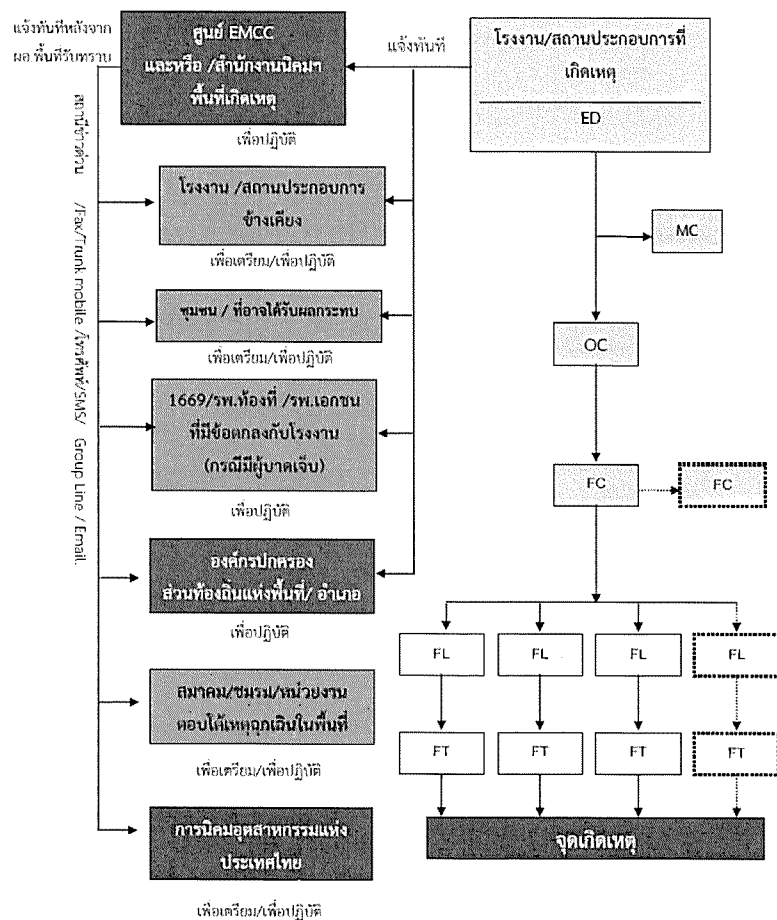 แจ้งทันทีหลังจาก
ผอ.พื้นที่รับทราบ
ศูนย์ EMCC
และหรือ /สำนักงานนิคมฯ
พื้นที่เกิดเหตุ
เพื่อปฏิบัติ
แจ้งทันที
โรงงาน/สถานประกอบการที่
เกิดเหตุ
ED
สถานีข่าวด่วน /Fax/Trunk mobile /โทรศัพท์/SMS/ Group Line / Email.
โรงงาน /สถานประกอบการ
ข้างเคียง
เพื่อเตรียม/เพื่อปฏิบัติ
MC
ชุมชน / ที่อาจได้รับผลกระทบ
เพื่อเตรียม/เพื่อปฏิบัติ
OC
1669/รพ.ท้องที่ /รพ.เอกชน
ที่มีข้อตกลงกับโรงงาน
(กรณีมีผู้บาดเจ็บ)
เพื่อปฏิบัติ
FC
FC
องค์กรปกครอง
ส่วนท้องถิ่นแห่งพื้นที่/ อำเภอ
เพื่อปฏิบัติ
FL
FL
FL
FL
สมาคม/ชมรม/หน่วยงาน
ตอบโต้เหตุฉุกเฉินในพื้นที่
เพื่อเตรียม/เพื่อปฏิบัติ
FT
FT
FT
FT
การนิคมอุตสาหกรรมแห่ง
ประเทศไทย
เพื่อเตรียม/เพื่อปฏิบัติ
จุดเกิดเหตุ